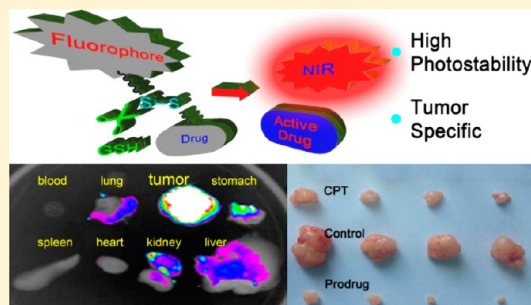 Fluorophore
S-S
GSH
Drug
NIR
Active
Drug
High
Photostability
Tumor
Specific
blood
lung
tumor
stomach
spleen
heart
kidney
liver
CPT
Control
Prodrug